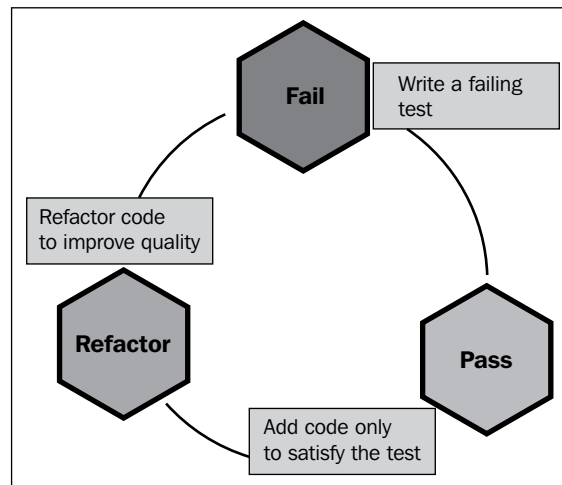 Fail
Write a failing
test
Refactor code
to improve quality
Refactor
Pass
Add code only
to satisfy the test